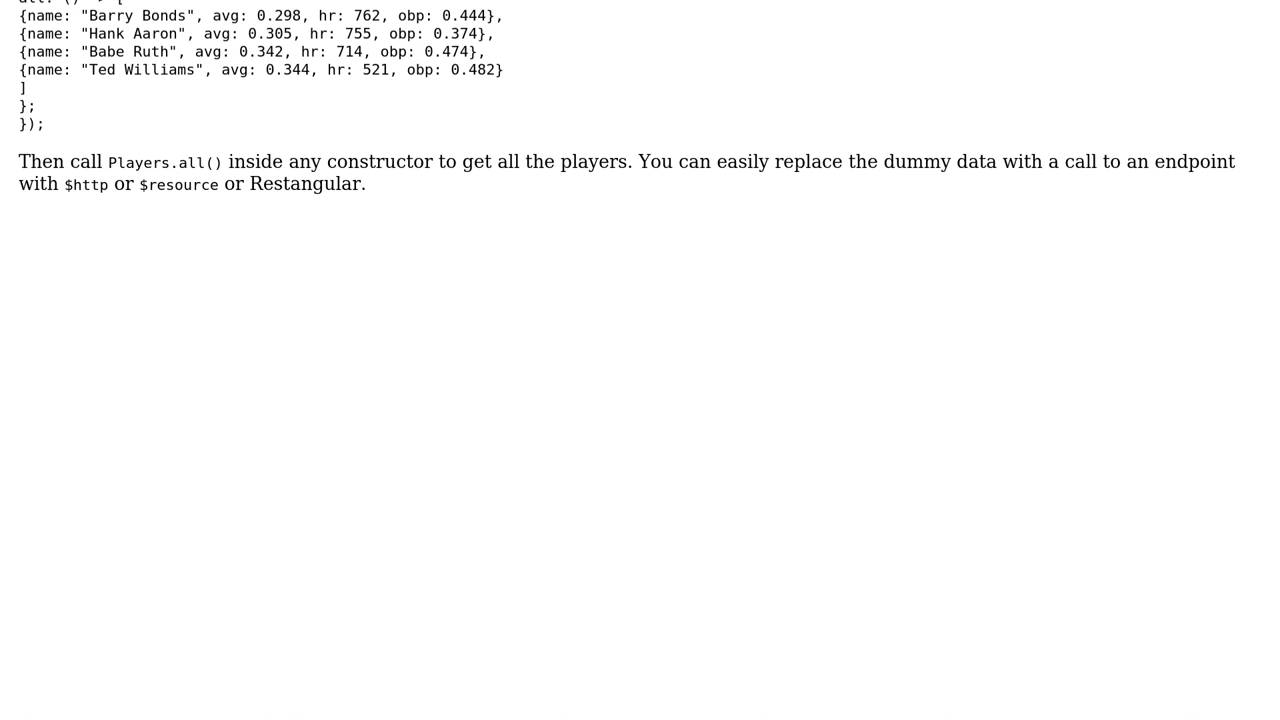 {name: "Barry Bonds", avg: 0.298, hr: 762, obp: 0.444},
{name: "Hank Aaron", avg: 0.305, hr: 755, obp: 0.374},
{name: "Babe Ruth", avg: 0.342, hr: 714, obp: 0.474},
{name: "Ted Williams", avg: 0.344, hr: 521, obp: 0.482}
]
};
});
Then call Players.all() inside any constructor to get all the players. You can easily replace the dummy data with a call to an endpoint
with $http or $resource or Restangular.